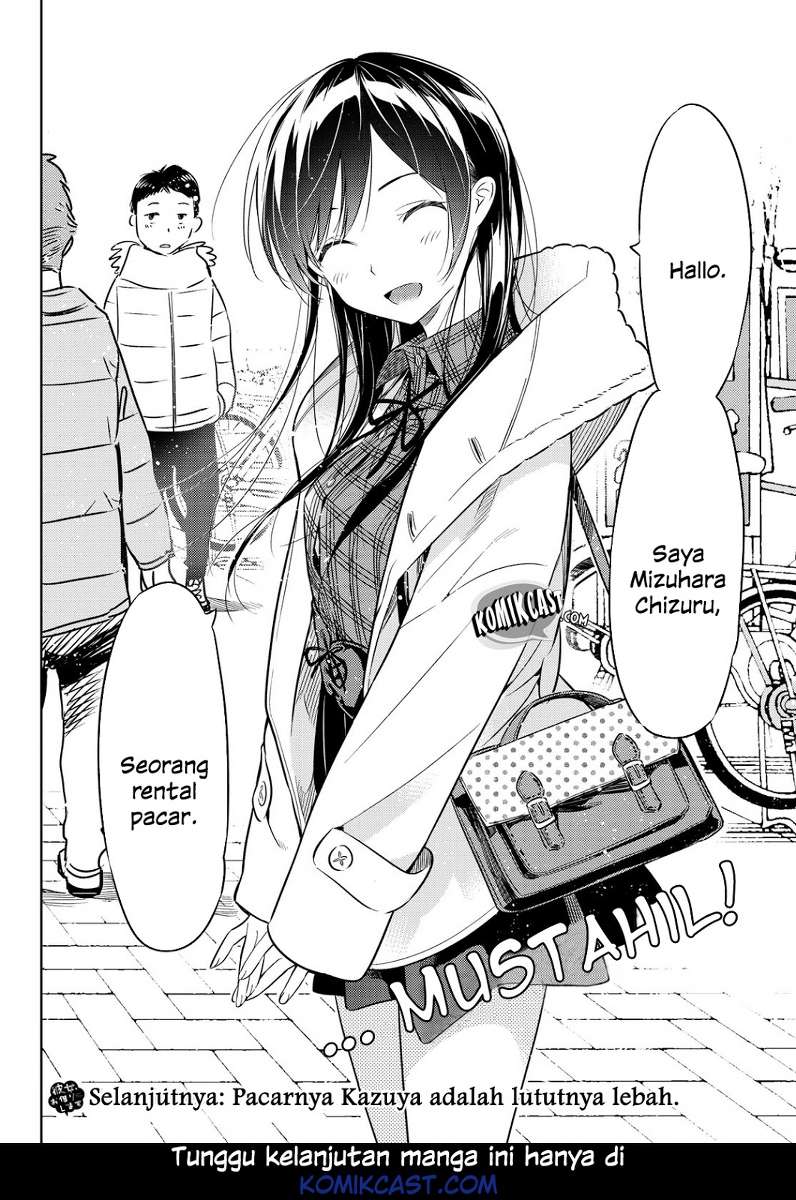 Hallo.
Saya
Mizuhara
Chizuru,
KOMIKCAST.COM
Seorang
rental
pacar.
... MUSTAHIL!
Selanjutnya: Pacarnya Kazuya adalah lututnya lebah.
Tunggu kelanjutan manga ini hanya di
KOMIKCAST.COM